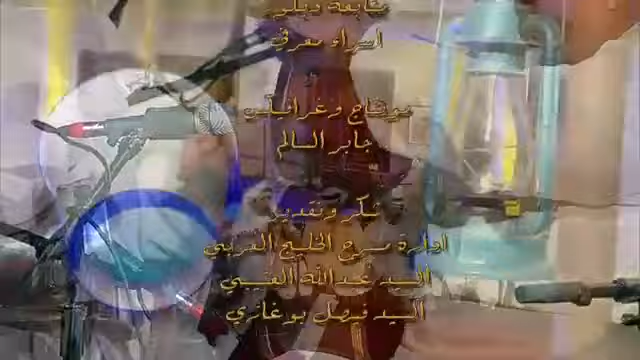 متابعة ديكور
اسراء معرفي
مونتاج وغرافيكس
جابر السالم
شكر وتقدير
ادارة مسرح الخليج العربي
السيد عبدالله
السيد فيصل بوغازي